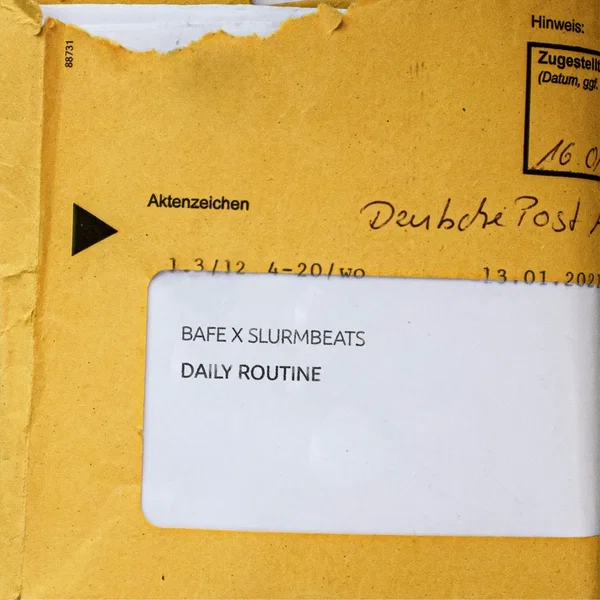 88731
Hinweis:
Zugestellt
(Datum, ggf.
16.0
Aktenzeichen
Deutsche Post
1.3/12 4-20/wo 13.01.2021
BAFE X SLURMBEATS
DAILY ROUTINE